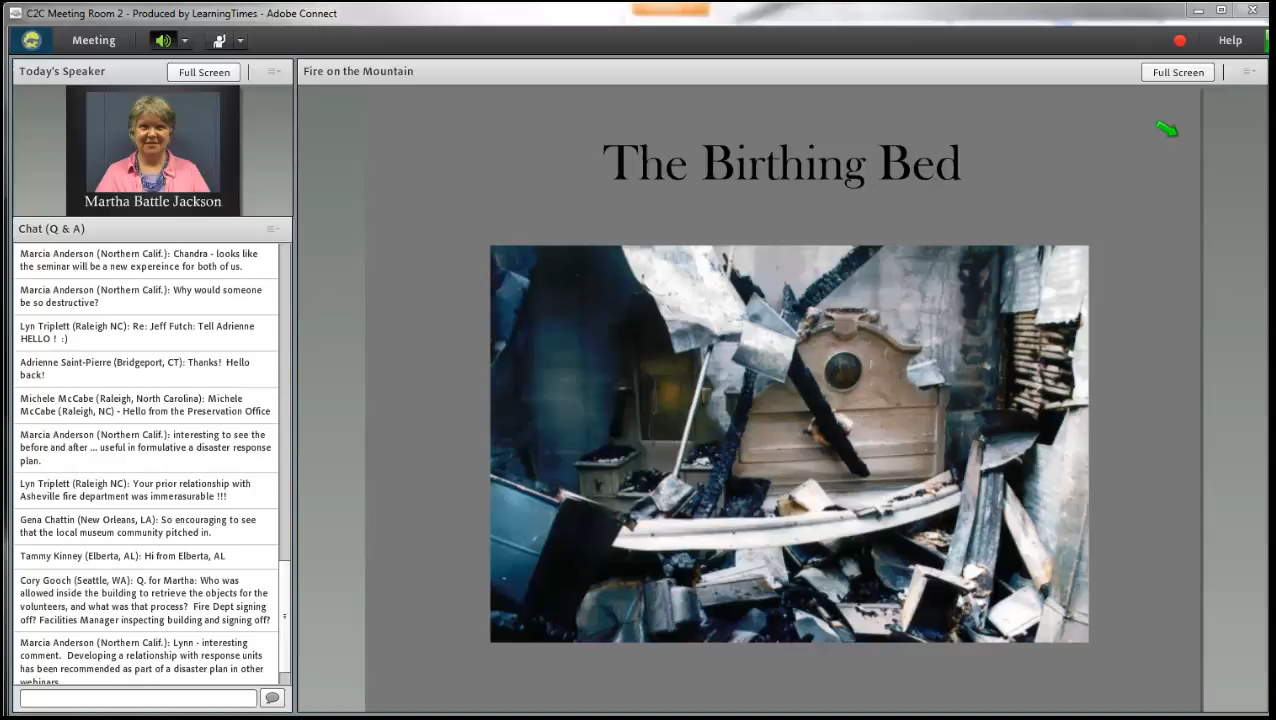 C2C Meeting Room 2 - Produced by LearningTimes - Adobe Connect
Meeting
Help
Today's Speaker
Full Screen
Martha Battle Jackson
Chat (Q & A)
Marcia Anderson (Northern Calif.): Chandra - looks like
the seminar will be a new expereince for both of us.
Marcia Anderson (Northern Calif.): Why would someone
be so destructive?
Lyn Triplett (Raleigh NC): Re: Jeff Futch: Tell Adrienne
HELLO ! :)
Adrienne Saint-Pierre (Bridgeport, CT): Thanks! Hello
back!
Michele McCabe (Raleigh, North Carolina): Michele
McCabe (Raleigh, NC) - Hello from the Preservation Office
Marcia Anderson (Northern Calif.): interesting to see the
before and after ... useful in formulative a disaster response
plan.
Lyn Triplett (Raleigh NC): Your prior relationship with
Asheville fire department was immerasurable !!!
Gena Chattin (New Orleans, LA): So encouraging to see
that the local museum community pitched in.
Tammy Kinney (Elberta, AL): Hi from Elberta, AL
Cory Gooch (Seattle, WA): Q. for Martha: Who was
allowed inside the building to retrieve the objects for the
volunteers, and what was that process? Fire Dept signing
off? Facilities Manager inspecting building and signing off?
Marcia Anderson (Northern Calif.): Lynn - interesting
comment. Developing a relationship with response units
has been recommended as part of a disaster plan in other
webinars.
Fire on the Mountain
Full Screen
The Birthing Bed